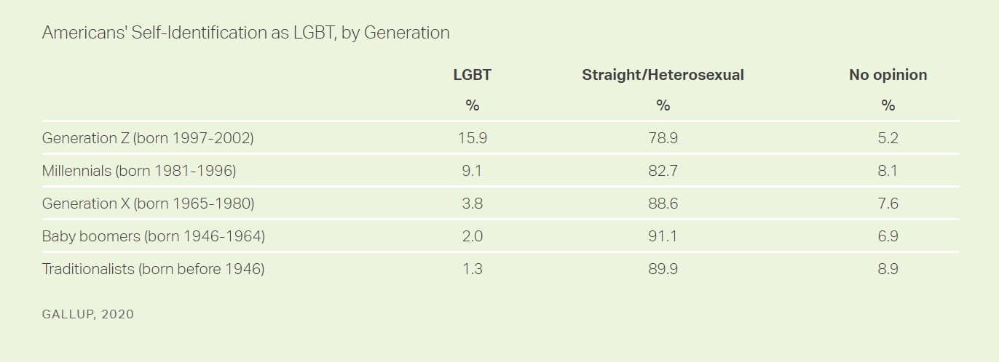 Americans' Self-Identification as LGBT, by Generation
LGBT Straight/Heterosexual No opinion
% % %
Generation Z (born 1997-2002) 15.9 78.9 5.2
Millennials (born 1981-1996) 9.1 82.7 8.1
Generation X (born 1965-1980) 3.8 88.6 7.6
Baby boomers (born 1946-1964) 2.0 91.1 6.9
Traditionalists (born before 1946) 1.3 89.9 8.9
GALLUP, 2020